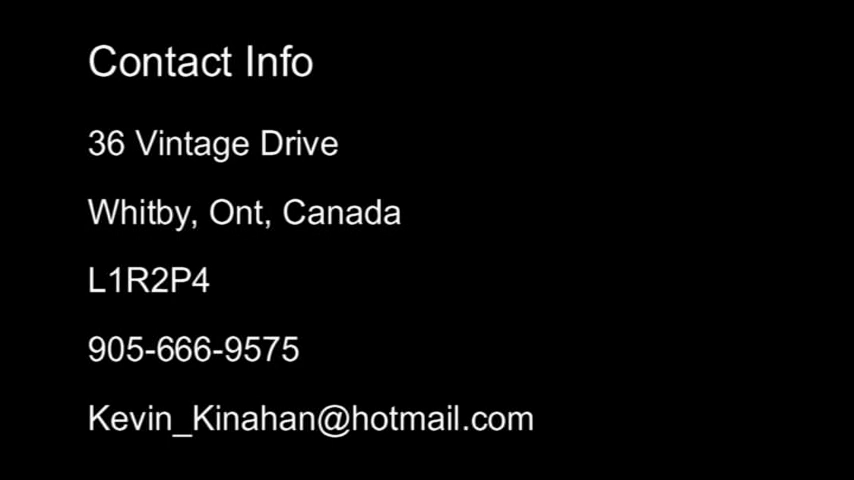 Contact Info
36 Vintage Drive
Whitby, Ont, Canada
L1R2P4
905-666-9575
Kevin_Kinahan@hotmail.com